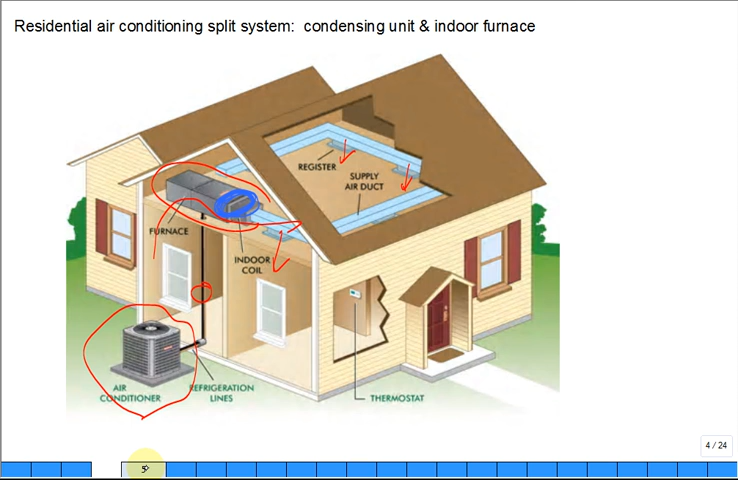 Residential air conditioning split system:  condensing unit & indoor furnace
REGISTER
SUPPLY
AIR DUCT
FURNACE
INDOOR
COIL
AIR
CONDITIONER
REFRIGERATION
LINES
THERMOSTAT
4 / 24
5